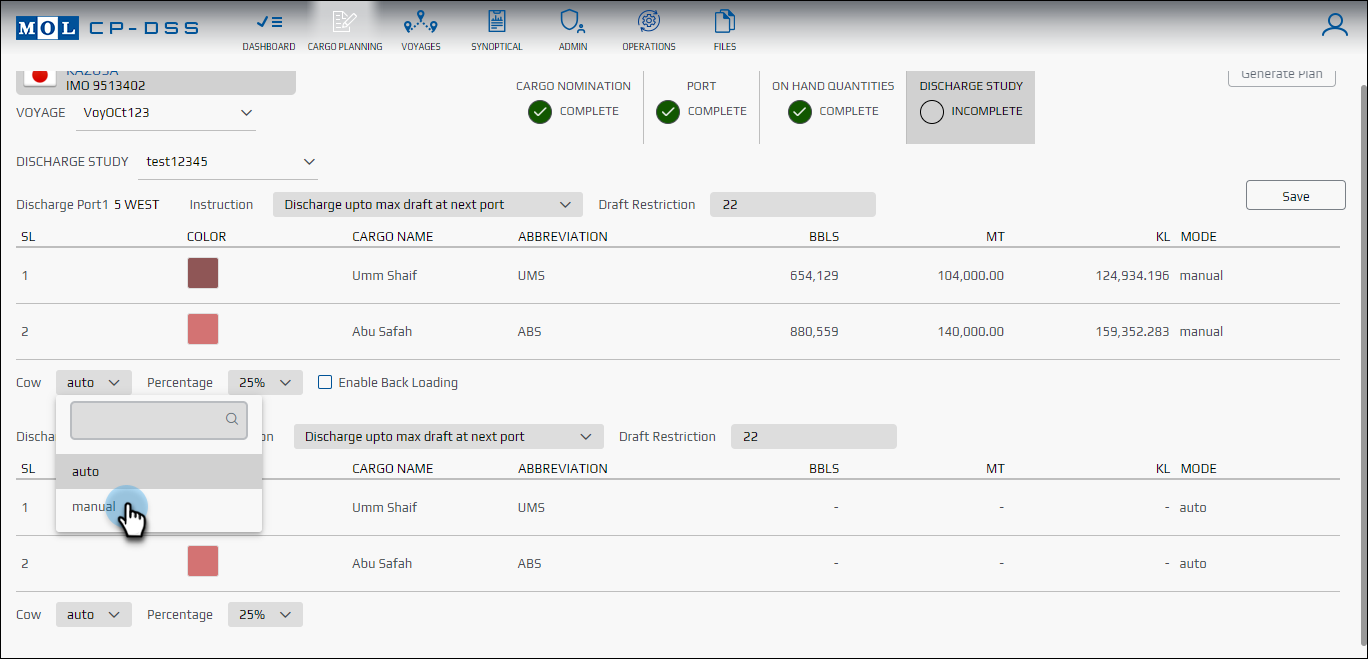 MOL CP-DSS
DASHBOARD CARGO PLANNING VOYAGES SYNOPTICAL ADMIN OPERATIONS FILES
KAZUSA
IMO 9513402
CARGO NOMINATION PORT ON HAND QUANTITIES DISCHARGE STUDY
COMPLETE COMPLETE COMPLETE INCOMPLETE
Generate Plan
VOYAGE VoyOCt123
DISCHARGE STUDY test12345
Discharge Port1 5 WEST Instruction Discharge upto max draft at next port Draft Restriction 22
Save
SL COLOR CARGO NAME ABBREVIATION BBLS MT KL MODE
1 Umm Shaif UMS 654,129 104,000.00 124,934.196 manual
2 Abu Safah ABS 880,559 140,000.00 159,352.283 manual
Cow auto Percentage 25% Enable Back Loading
auto
manual
Discha on Discharge upto max draft at next port Draft Restriction 22
SL CARGO NAME ABBREVIATION BBLS MT KL MODE
1 Umm Shaif UMS - - - auto
2 Abu Safah ABS - - - auto
Cow auto Percentage 25%